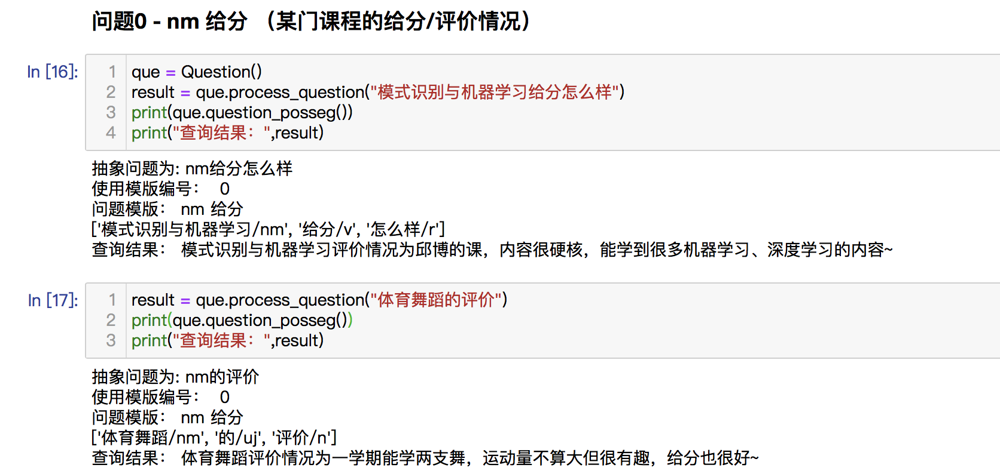 问题0 - nm 给分 （某门课程的给分/评价情况）
In [16]:
1 que = Question()
2 result = que.process_question("模式识别与机器学习给分怎么样")
3 print(que.question_posseg())
4 print("查询结果：",result)
抽象问题为: nm给分怎么样
使用模版编号： 0
问题模版： nm 给分
['模式识别与机器学习/nm', '给分/v', '怎么样/r']
查询结果： 模式识别与机器学习评价情况为邱博的课，内容很硬核，能学到很多机器学习、深度学习的内容~
In [17]:
1 result = que.process_question("体育舞蹈的评价")
2 print(que.question_posseg())
3 print("查询结果：",result)
抽象问题为: nm的评价
使用模版编号： 0
问题模版： nm 给分
['体育舞蹈/nm', '的/uj', '评价/n']
查询结果： 体育舞蹈评价情况为一学期能学两支舞，运动量不算大但很有趣，给分也很好~